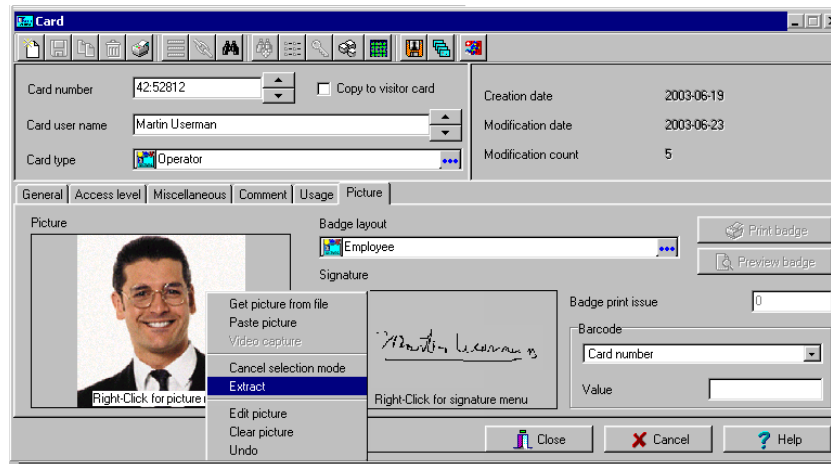 Card
Card number 42:52812 Copy to visitor card
Creation date 2003-06-19
Card user name Martin Userman
Modification date 2003-06-23
Card type Operator
Modification count 5
General Access level Miscellaneous Comment Usage Picture
Picture
Badge layout
Employee
Print badge
Preview badge
Signature
Get picture from file
Paste picture
Video capture
Cancel selection mode
Extract
Edit picture
Clear picture
Undo
Right-Click for picture
Martin Userman
Right-Click for signature menu
Badge print issue 0
Barcode
Card number
Value
Close Cancel ? Help